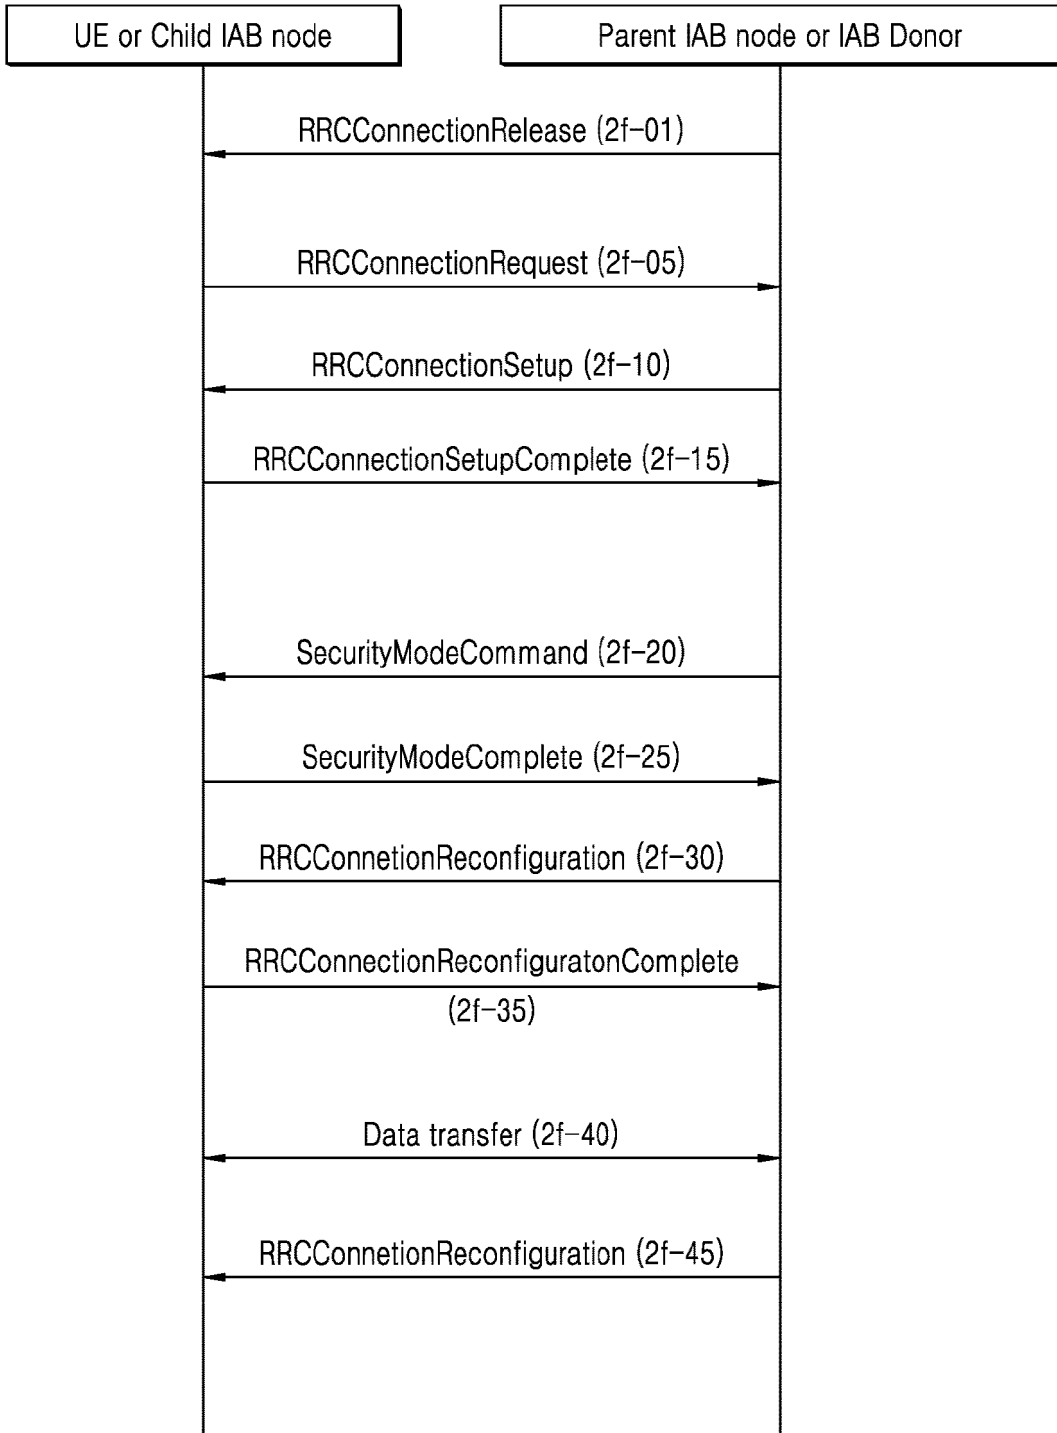 UE or Child IAB node
Parent IAB node or IAB Donor
RRCConnectionRelease (2f-01)
RRCConnectionRequest (2f-05)
RRCConnectionSetup (2f-10)
RRCConnectionSetupComplete (2f-15)
SecurityModeCommand (2f-20)
SecurityModeComplete (2f-25)
RRCConnetionReconfiguration (2f-30)
RRCConnectionReconfiguratonComplete
(2f-35)
Data transfer (2f-40)
RRCConnetionReconfiguration (2f-45)